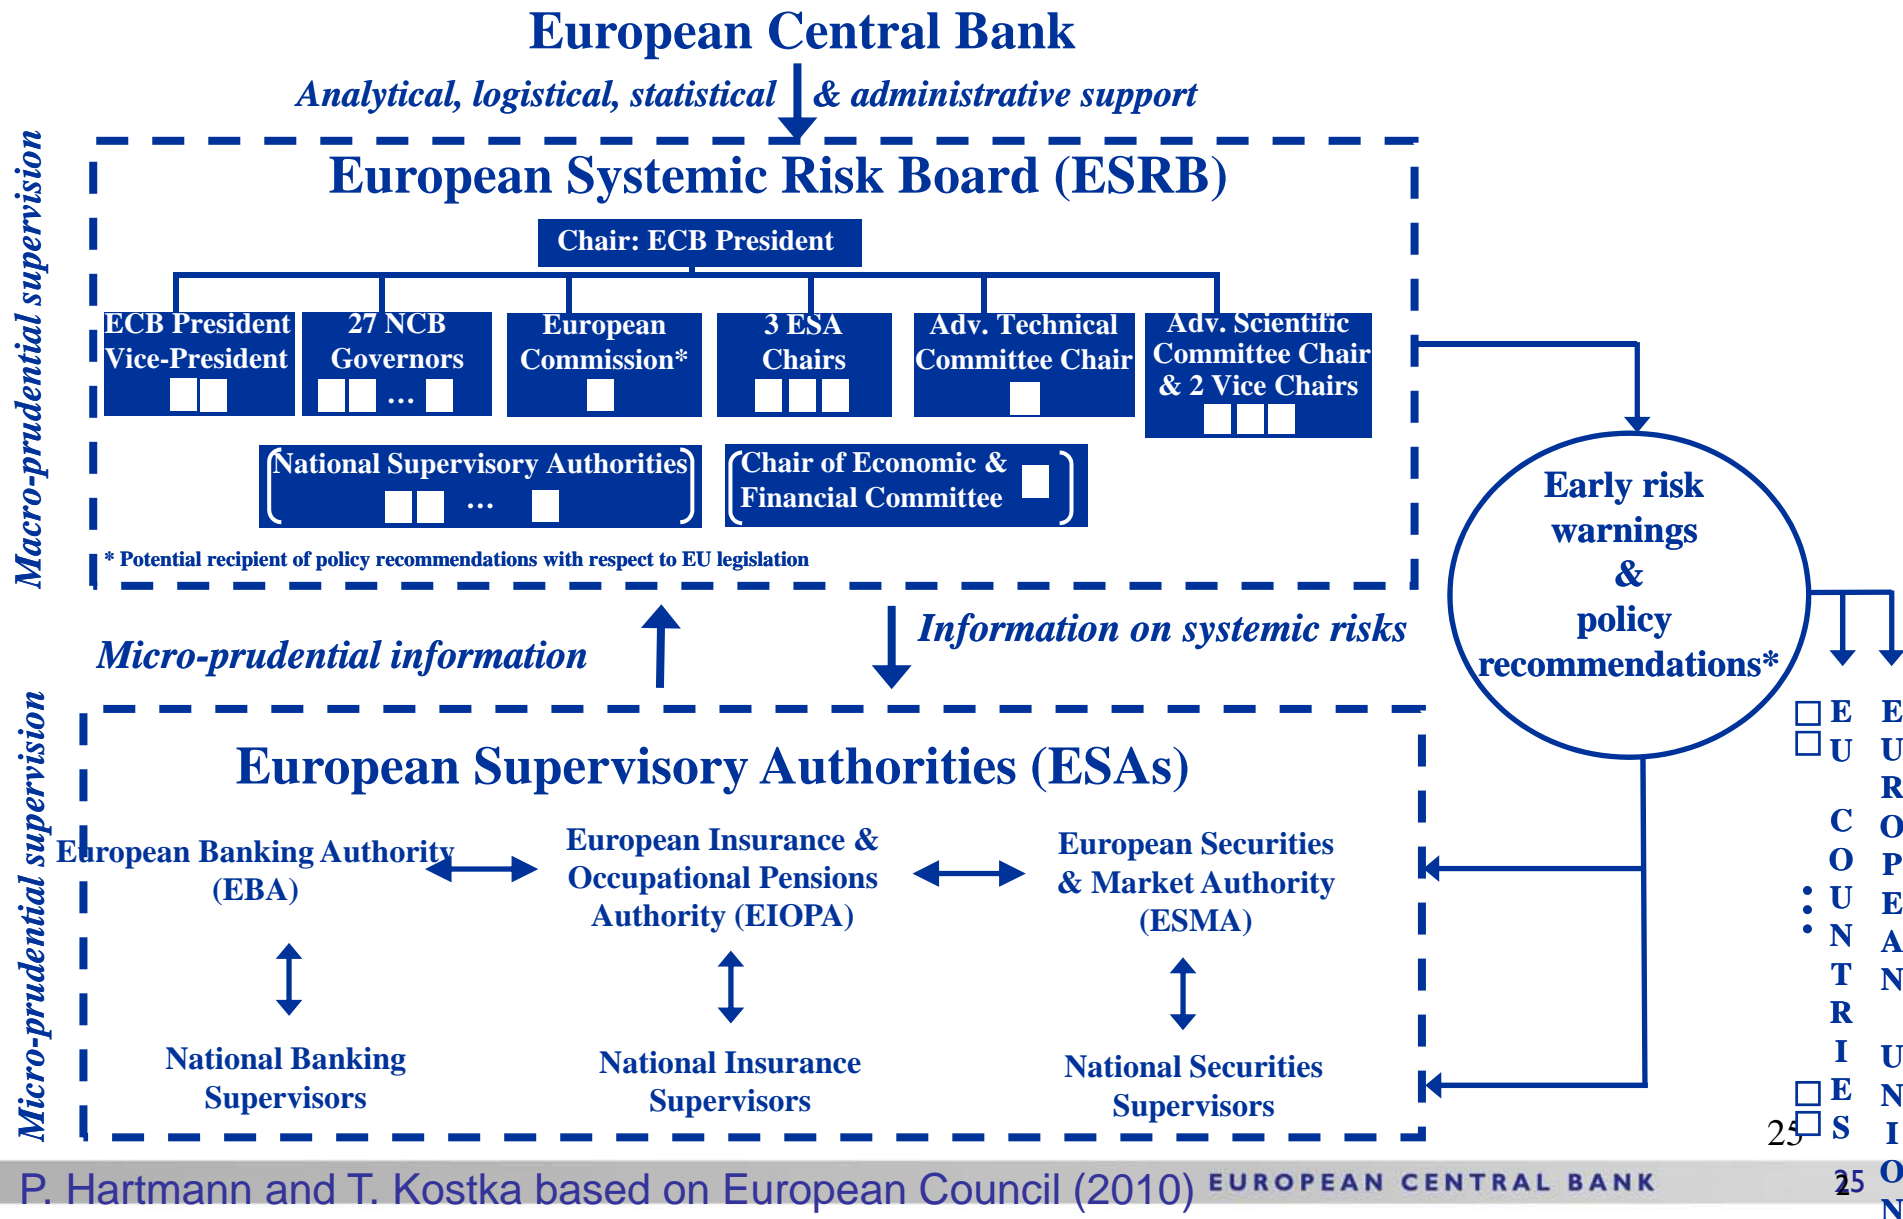 European Central Bank
Analytical, logistical, statistical & administrative support
Macro-prudential supervision
European Systemic Risk Board (ESRB)
Chair: ECB President
ECB President
Vice-President
27 NCB
Governors
...
European
Commission*
3 ESA
Chairs
Adv. Technical
Committee Chair
Adv. Scientific
Committee Chair
& 2 Vice Chairs
National Supervisory Authorities
...
Chair of Economic &
Financial Committee
* Potential recipient of policy recommendations with respect to EU legislation
Early risk
warnings
&
policy
recommendations*
Micro-prudential information
Information on systemic risks
Micro-prudential supervision
European Supervisory Authorities (ESAs)
European Banking Authority
(EBA)
European Insurance &
Occupational Pensions
Authority (EIOPA)
European Securities
& Market Authority
(ESMA)
National Banking
Supervisors
National Insurance
Supervisors
National Securities
Supervisors
EU COUNTRIES
EUROPEAN UNION
25
P. Hartmann and T. Kostka based on European Council (2010)
EUROPEAN CENTRAL BANK
25